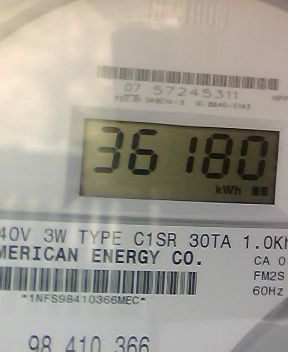 07 57245311
36180
kWh
40V 3W TYPE C1SR 30TA 1.0Kh
MERICAN ENERGY CO.
CA 0
FM2S
60Hz
*1NFS98410366MEC*
98 410 366